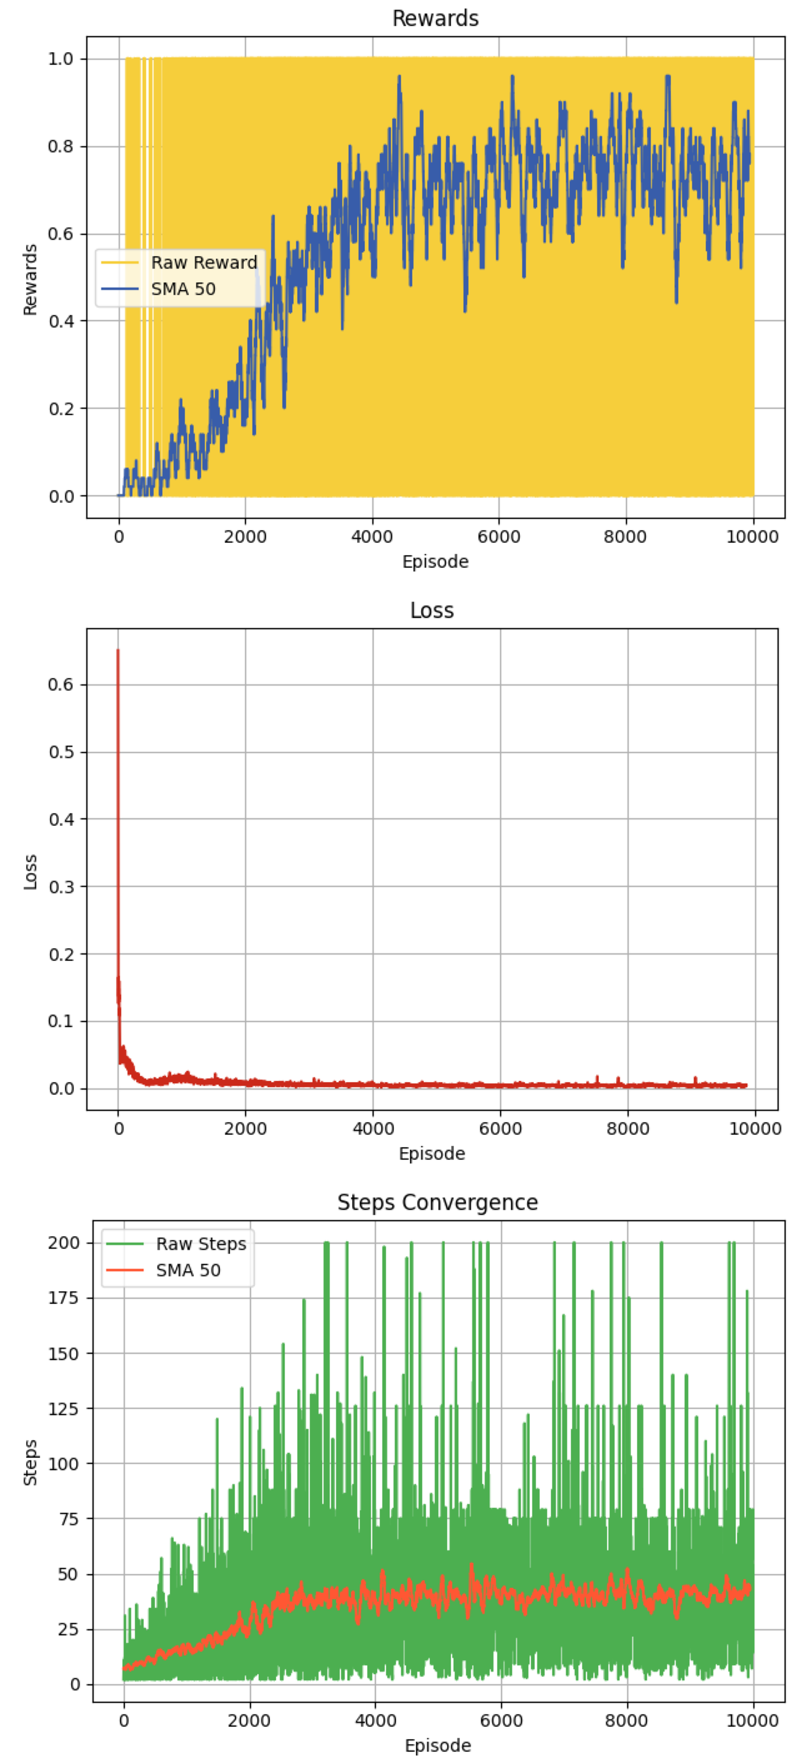 Rewards
1.0
0.8
0.6
0.4
0.2
0.0
Rewards
Raw Reward
SMA 50
0 2000 4000 6000 8000 10000
Episode
Loss
0.6
0.5
0.4
0.3
0.2
0.1
0.0
Loss
0 2000 4000 6000 8000 10000
Episode
Steps Convergence
200
175
150
125
100
75
50
25
0
Steps
Raw Steps
SMA 50
0 2000 4000 6000 8000 10000
Episode